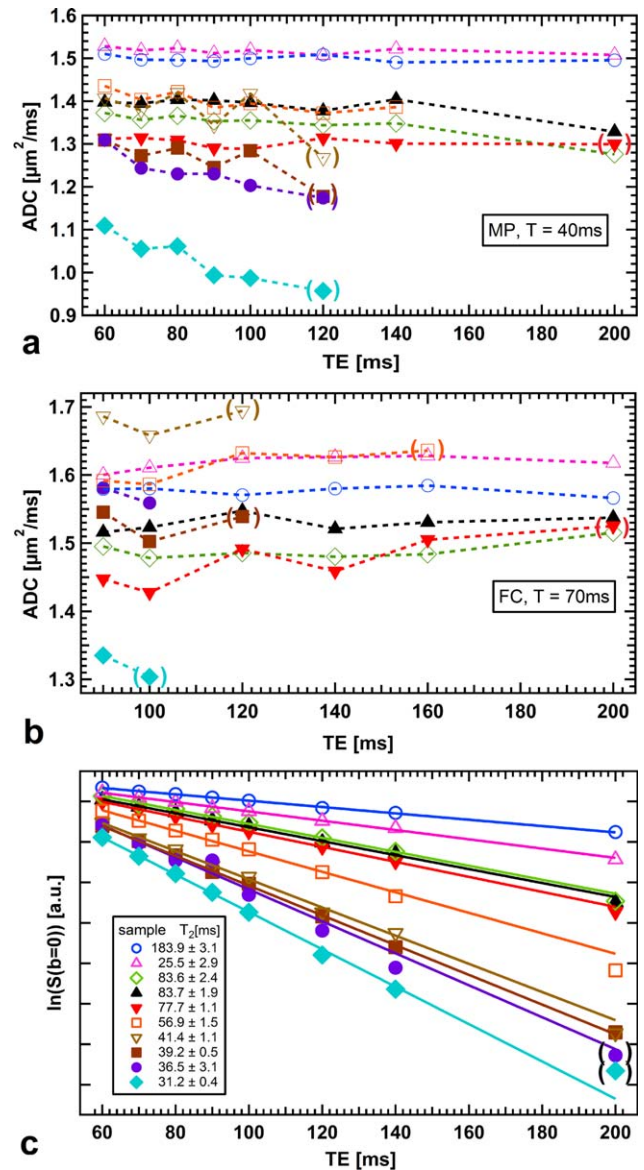 1.6
1.5
1.4
1.3
1.2
1.1
1.0
0.9
ADC [µm²/ms]
MP, T = 40ms
60 80 100 120 140 160 180 200
TE [ms]
a
1.7
1.6
1.5
1.4
1.3
ADC [µm²/ms]
FC, T = 70ms
100 120 140 160 180 200
TE [ms]
b
ln(S(b=0)) [a.u.]
sample T₂[ms]
183.9 ± 3.1
25.5 ± 2.9
83.6 ± 2.4
83.7 ± 1.9
77.7 ± 1.1
56.9 ± 1.5
41.4 ± 1.1
39.2 ± 0.5
36.5 ± 3.1
31.2 ± 0.4
60 80 100 120 140 160 180 200
TE [ms]
c